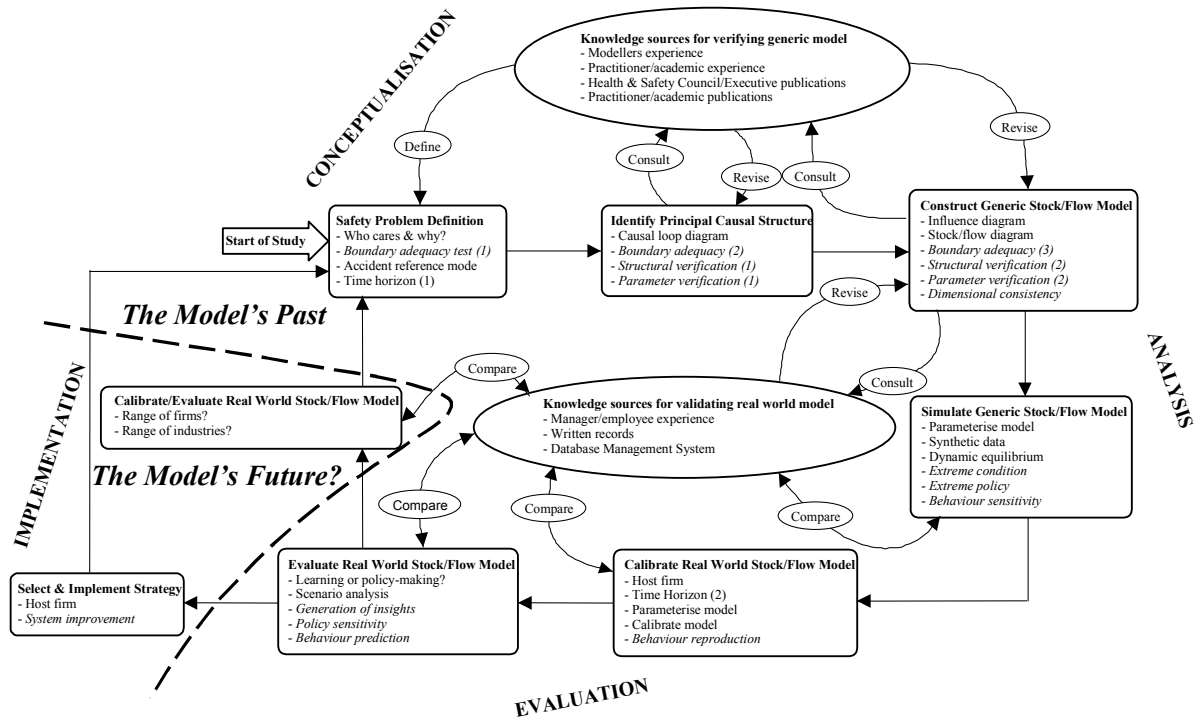 CONCEPTUALISATION
Knowledge sources for verifying generic model
- Modellers experience
- Practitioner/academic experience
- Health & Safety Council/Executive publications
- Practitioner/academic publications
Define
Consult
Revise
Consult
Revise
Start of Study
Safety Problem Definition
- Who cares & why?
- Boundary adequacy test (1)
- Accident reference mode
- Time horizon (1)
Identify Principal Causal Structure
- Causal loop diagram
- Boundary adequacy (2)
- Structural verification (1)
- Parameter verification (1)
Construct Generic Stock/Flow Model
- Influence diagram
- Stock/flow diagram
- Boundary adequacy (3)
- Structural verification (2)
- Parameter verification (2)
- Dimensional consistency
The Model's Past
Revise
ANALYSIS
Compare
Consult
Calibrate/Evaluate Real World Stock/Flow Model
- Range of firms?
- Range of industries?
Knowledge sources for validating real world model
- Manager/employee experience
- Written records
- Database Management System
Simulate Generic Stock/Flow Model
- Parameterise model
- Synthetic data
- Dynamic equilibrium
- Extreme condition
- Extreme policy
- Behaviour sensitivity
IMPLEMENTATION
The Model's Future?
Compare
Compare
Compare
Select & Implement Strategy
- Host firm
- System improvement
Evaluate Real World Stock/Flow Model
- Learning or policy-making?
- Scenario analysis
- Generation of insights
- Policy sensitivity
- Behaviour prediction
Calibrate Real World Stock/Flow Model
- Host firm
- Time Horizon (2)
- Parameterise model
- Calibrate model
- Behaviour reproduction
EVALUATION